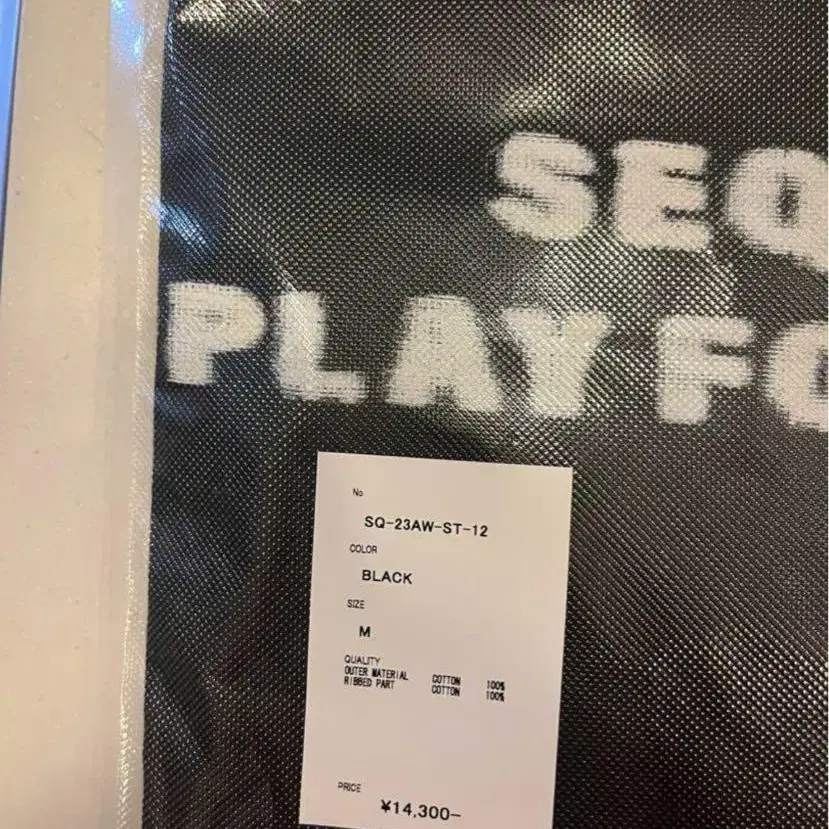 SEQ
PLAY FO
No
SQ-23AW-ST-12
COLOR
BLACK
SIZE
M
QUALITY
OUTER MATERIAL COTTON 100%
RIBBED PART COTTON 100%
PRICE
¥14,300-